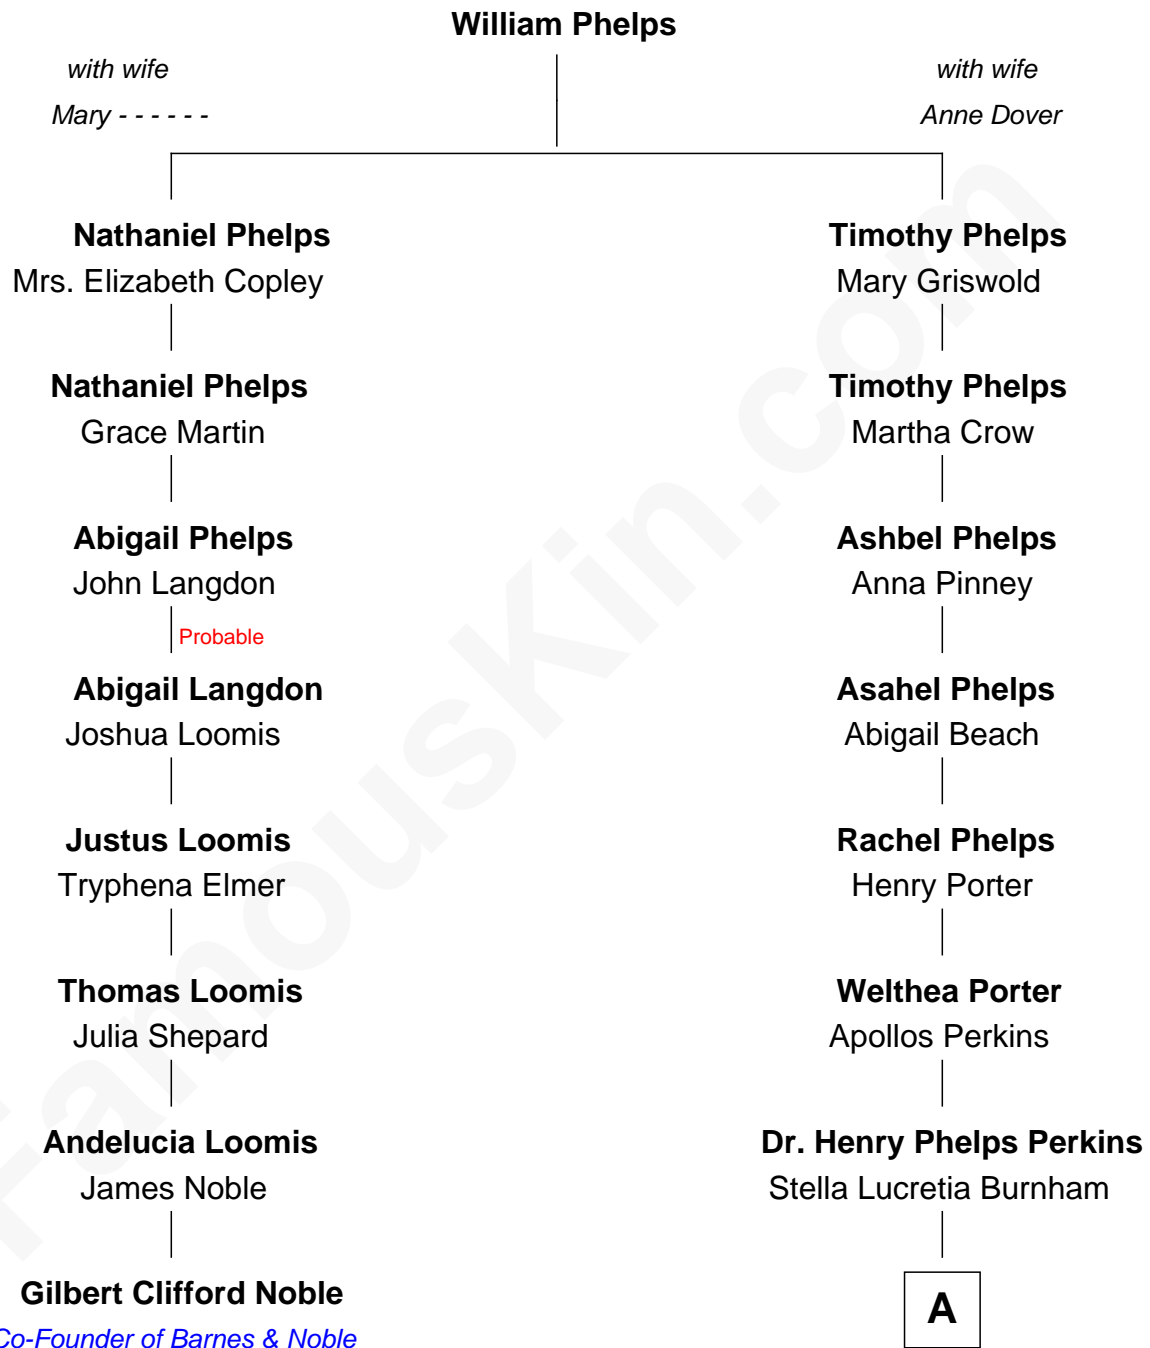 William Phelps
with wife
Mary - - - - - -
with wife
Anne Dover
Nathaniel Phelps
Mrs. Elizabeth Copley
Timothy Phelps
Mary Griswold
Nathaniel Phelps
Grace Martin
Timothy Phelps
Martha Crow
Abigail Phelps
John Langdon
Ashbel Phelps
Anna Pinney
Probable
Abigail Langdon
Joshua Loomis
Asahel Phelps
Abigail Beach
Justus Loomis
Tryphena Elmer
Rachel Phelps
Henry Porter
Thomas Loomis
Julia Shepard
Welthea Porter
Apollos Perkins
Andelucia Loomis
James Noble
Dr. Henry Phelps Perkins
Stella Lucretia Burnham
Gilbert Clifford Noble
Co-Founder of Barnes & Noble
A
FamousKin.com